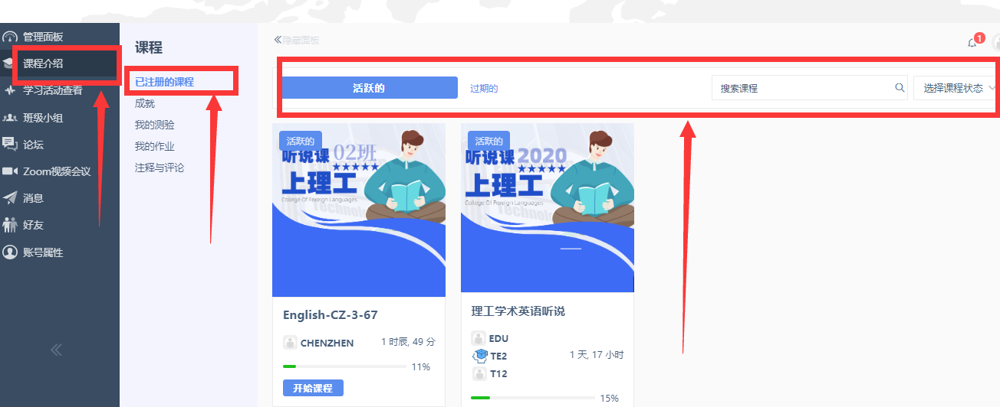 管理面板
课程介绍
学习活动查看
班级小组
论坛
Zoom视频会议
消息
好友
账号属性
课程
已注册的课程
成就
我的测验
我的作业
注释与评论
隐藏面板
1
活跃的
过期的
搜索课程
选择课程状态
活跃的
听说课 02班
★★★★★
上理工
College Of Foreign Languages
Technology
English-CZ-3-67
CHENZHEN
1 时辰, 49 分
11%
开始课程
活跃的
听说课 2020
★★★★★
上理工
College Of Foreign Languages
Technology
理工学术英语听说
EDU
TE2
1 天, 17 小时
T12
15%